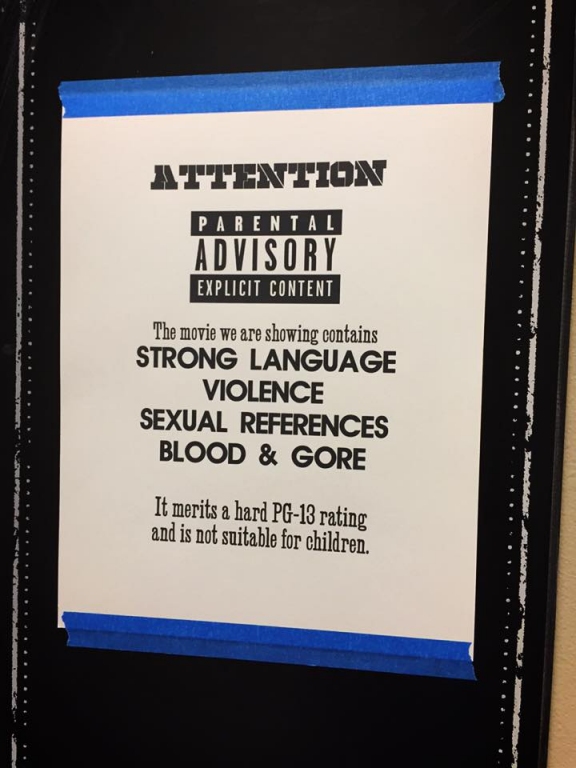 ATTENTION
PARENTAL
ADVISORY
EXPLICIT CONTENT
The movie we are showing contains
STRONG LANGUAGE
VIOLENCE
SEXUAL REFERENCES
BLOOD & GORE
It merits a hard PG-13 rating
and is not suitable for children.